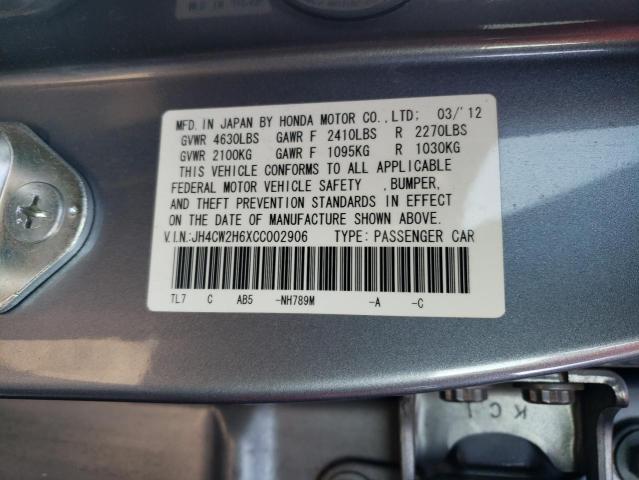 MFD. IN JAPAN BY HONDA MOTOR CO.,LTD; 03/'12
GVWR 4630LBS GAWR F 2410LBS R 2270LBS
GVWR 2100KG GAWR F 1095KG R 1030KG
THIS VEHICLE CONFORMS TO ALL APPLICABLE
FEDERAL MOTOR VEHICLE SAFETY ,BUMPER,
AND THEFT PREVENTION STANDARDS IN EFFECT
ON THE DATE OF MANUFACTURE SHOWN ABOVE.
V.I.N.:JH4CW2H6XCC002906 TYPE: PASSENGER CAR
TL7 C AB5 -NH789M -A -C